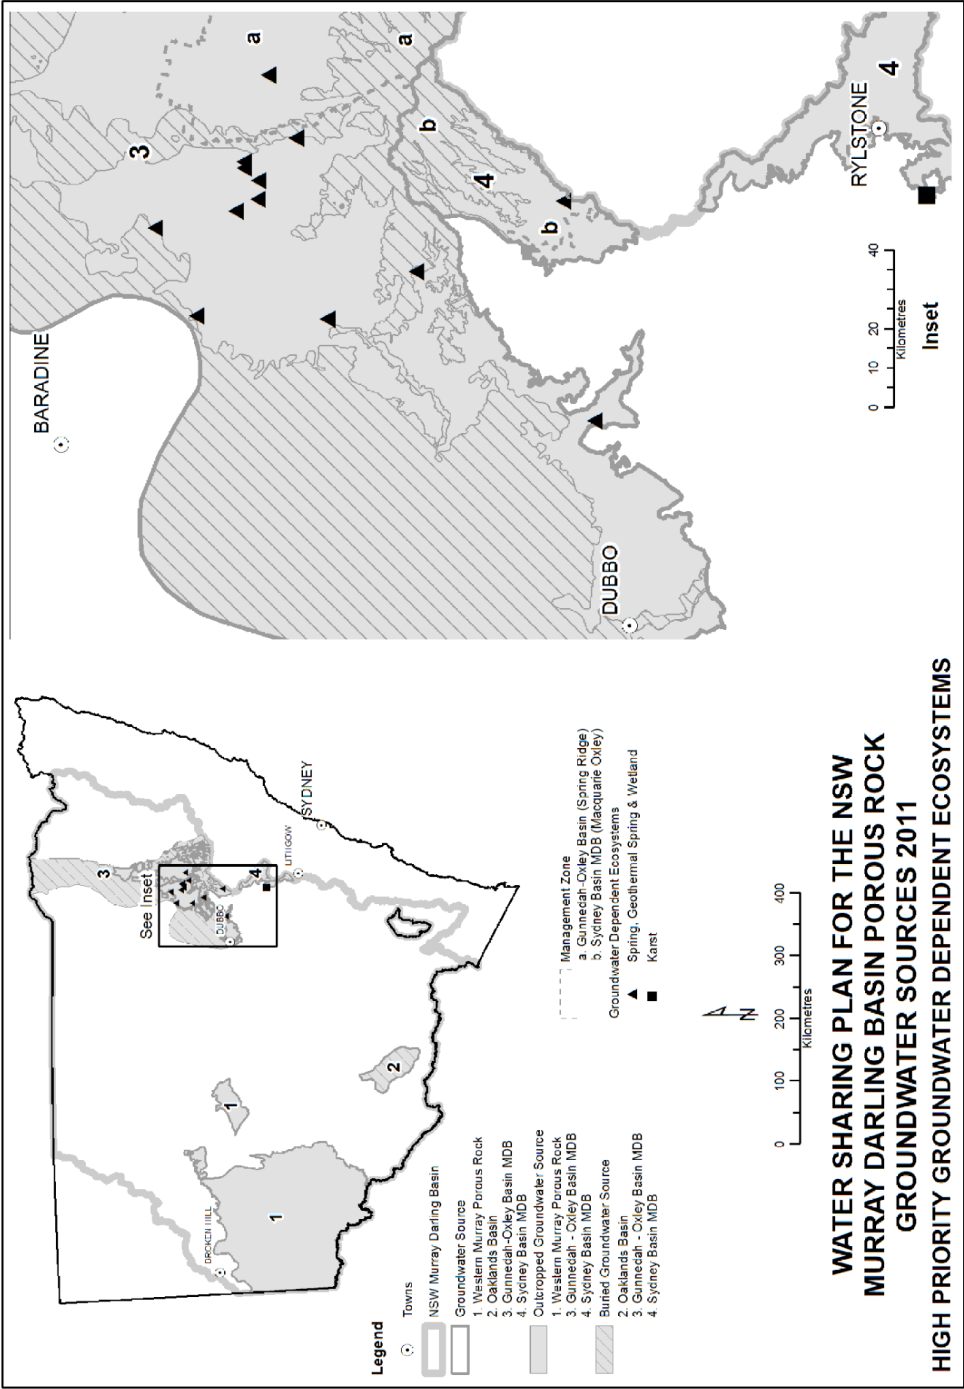 BARADINE
DUBBO
RYLSTONE
3
a
a
b
4
b
4
0 10 20 40
Kilometres
Inset
See Inset
3
4
DUBBO
LITHGOW
SYDNEY
BROKEN HILL
1
1
2
Legend
Towns
NSW Murray Darling Basin
Groundwater Source
1. Western Murray Porous Rock
2. Oaklands Basin
3. Gunnedah-Oxley Basin MDB
4. Sydney Basin MDB
Outcropped Groundwater Source
1. Western Murray Porous Rock
3. Gunnedah - Oxley Basin MDB
4. Sydney Basin MDB
Buried Groundwater Source
2. Oaklands Basin
3. Gunnedah - Oxley Basin MDB
4. Sydney Basin MDB
Management Zone
a. Gunnedah-Oxley Basin (Spring Ridge)
b. Sydney Basin MDB (Macquarie Oxley)
Groundwater Dependent Ecosystems
Spring, Geothermal Spring & Wetland
Karst
N
0 100 200 300 400
Kilometres
WATER SHARING PLAN FOR THE NSW
MURRAY DARLING BASIN POROUS ROCK
GROUNDWATER SOURCES 2011
HIGH PRIORITY GROUNDWATER DEPENDENT ECOSYSTEMS